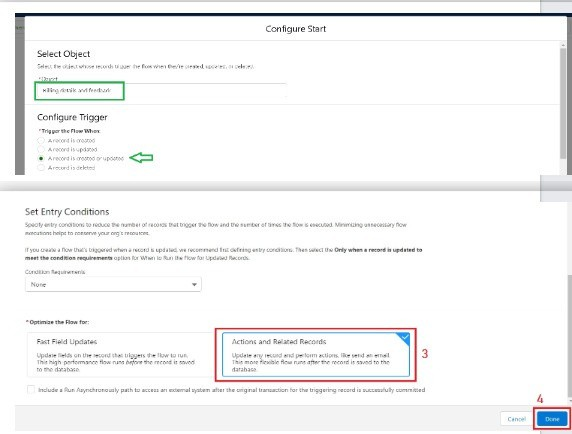 Configure Start
Select Object
Select the object whose records trigger the flow when they're created, updated, or deleted.
*Object
Billing details and feedback
Configure Trigger
*Trigger the Flow When:
A record is created
A record is updated
A record is created or updated
A record is deleted
Set Entry Conditions
Specify entry conditions to reduce the number of records that trigger the flow and the number of times the flow is executed. Minimizing unnecessary flow
executions helps to conserve your org's resources.
If you create a flow that's triggered when a record is updated, we recommend first defining entry conditions. Then select the Only when a record is updated to
meet the condition requirements option for When to Run the Flow for Updated Records.
Condition Requirements
None
*Optimize the Flow for:
Fast Field Updates
Update fields on the record that triggers the flow to run.
This high-performance flow runs before the record is saved
to the database.
Actions and Related Records
Update any record and perform actions, like send an email.
This more flexible flow runs after the record is saved to the
database.
3
Include a Run Asynchronously path to access an external system after the original transaction for the triggering record is successfully committed
4
Cancel
Done